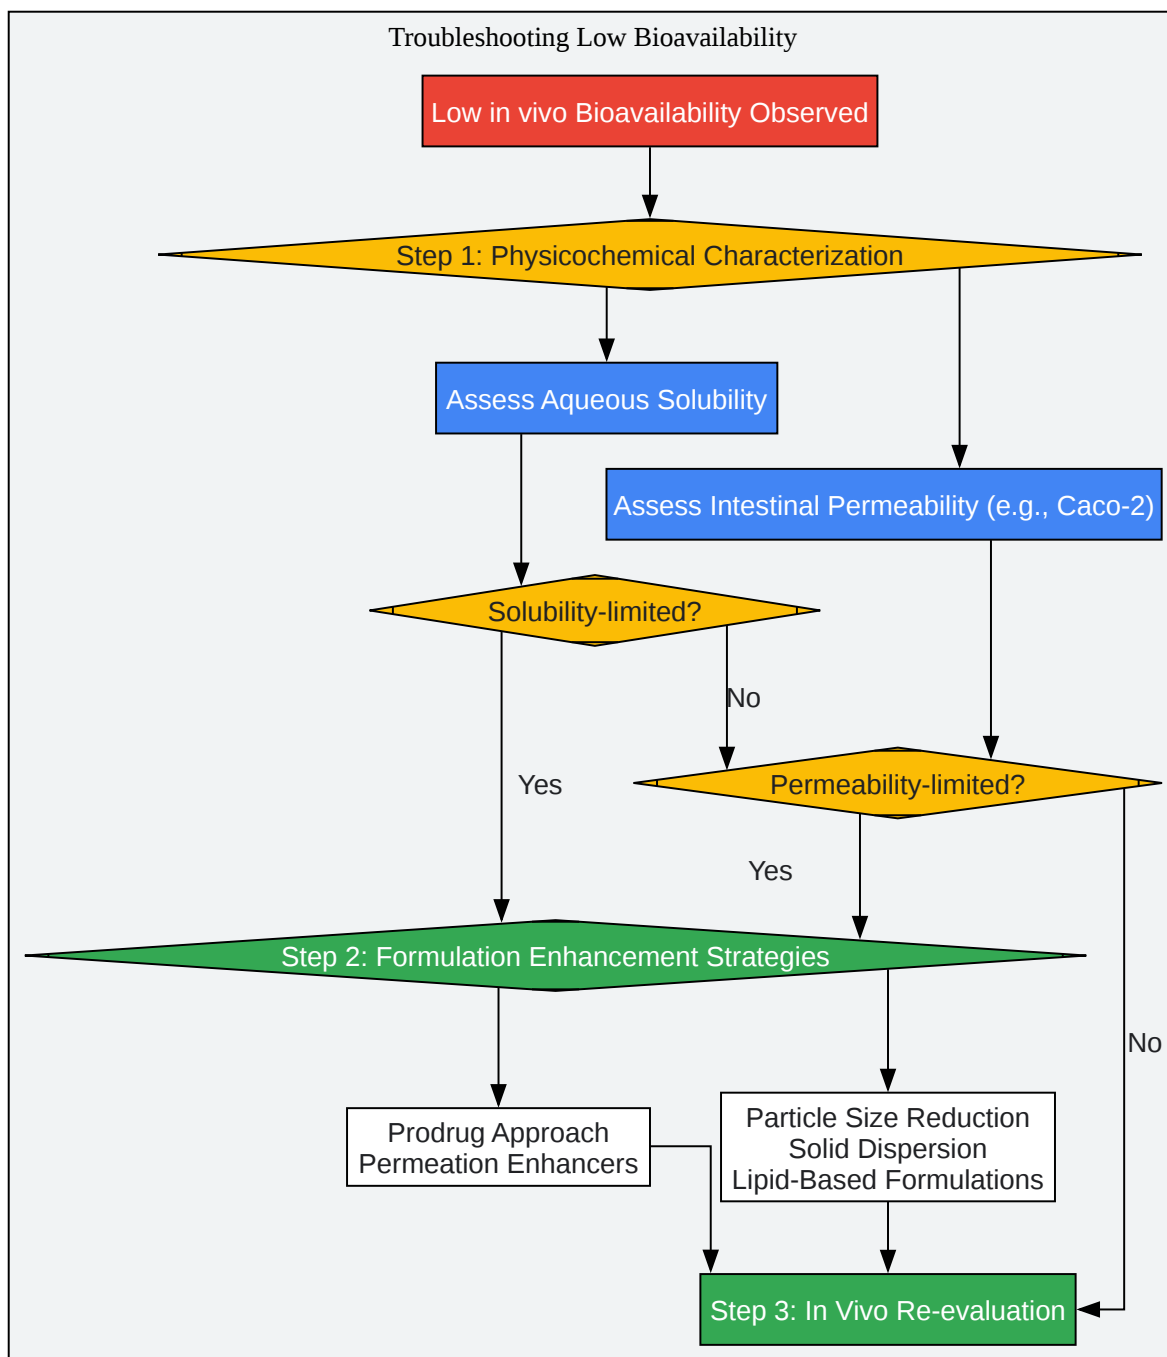 Troubleshooting Low Bioavailability
Low in vivo Bioavailability Observed
Step 1: Physicochemical Characterization
Assess Aqueous Solubility
Assess Intestinal Permeability (e.g., Caco-2)
Solubility-limited?
No
Yes
Permeability-limited?
Yes
Step 2: Formulation Enhancement Strategies
No
Prodrug Approach
Permeation Enhancers
Particle Size Reduction
Solid Dispersion
Lipid-Based Formulations
Step 3: In Vivo Re-evaluation